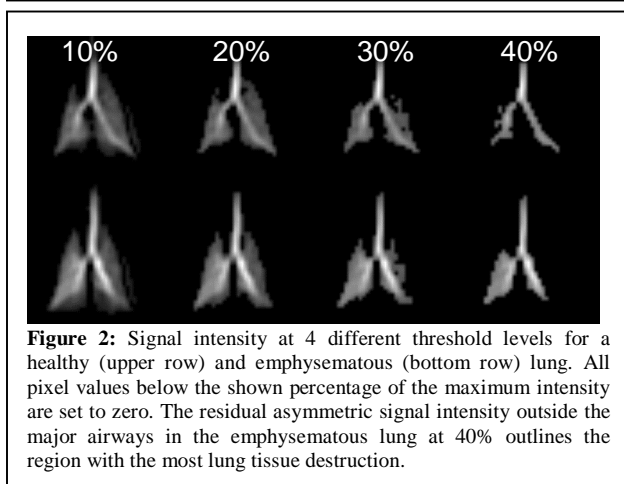 10% 20% 30% 40%
Figure 2: Signal intensity at 4 different threshold levels for a
healthy (upper row) and emphysematous (bottom row) lung. All
pixel values below the shown percentage of the maximum intensity
are set to zero. The residual asymmetric signal intensity outside the
major airways in the emphysematous lung at 40% outlines the
region with the most lung tissue destruction.